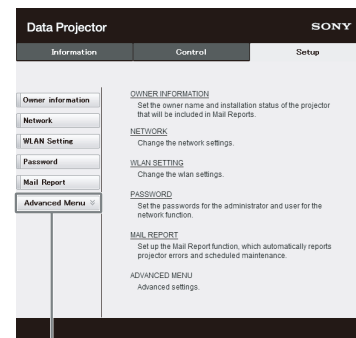 Data Projector
SONY
Information
Control
Setup
Owner information
Network
WLAN Setting
Password
Mail Report
Advanced Menu
OWNER INFORMATION
Set the owner name and installation status of the projector
that will be included in Mail Reports.
NETWORK
Change the network settings.
WLAN SETTING
Change the wlan settings.
PASSWORD
Set the passwords for the administrator and user for the
network function.
MAIL REPORT
Set up the Mail Report function, which automatically reports
projector errors and scheduled maintenance.
ADVANCED MENU
Advanced settings.